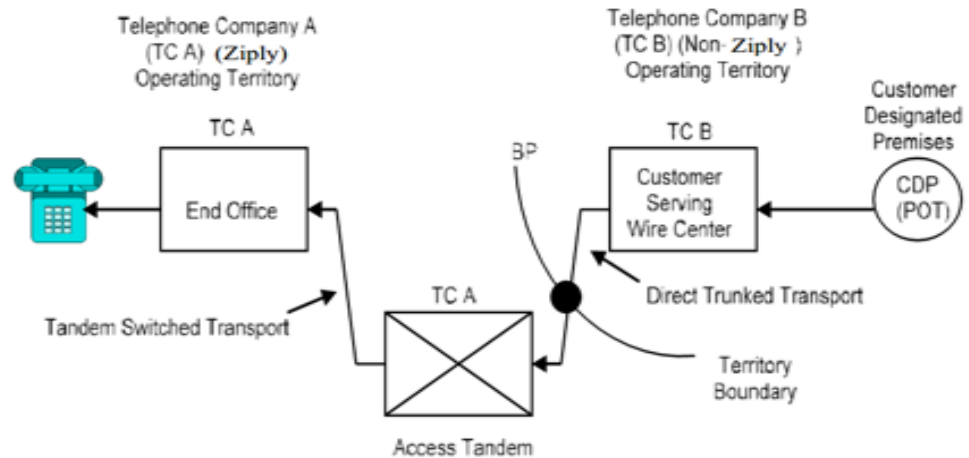 Telephone Company A
(TC A) (Ziply)
Operating Territory
Telephone Company B
(TC B) (Non- Ziply )
Operating Territory
Customer
Designated
Premises
TC A
BP
TC B
End Office
Customer
Serving
Wire Center
CDP
(POT)
Tandem Switched Transport
TC A
Direct Trunked Transport
Territory
Boundary
Access Tandem